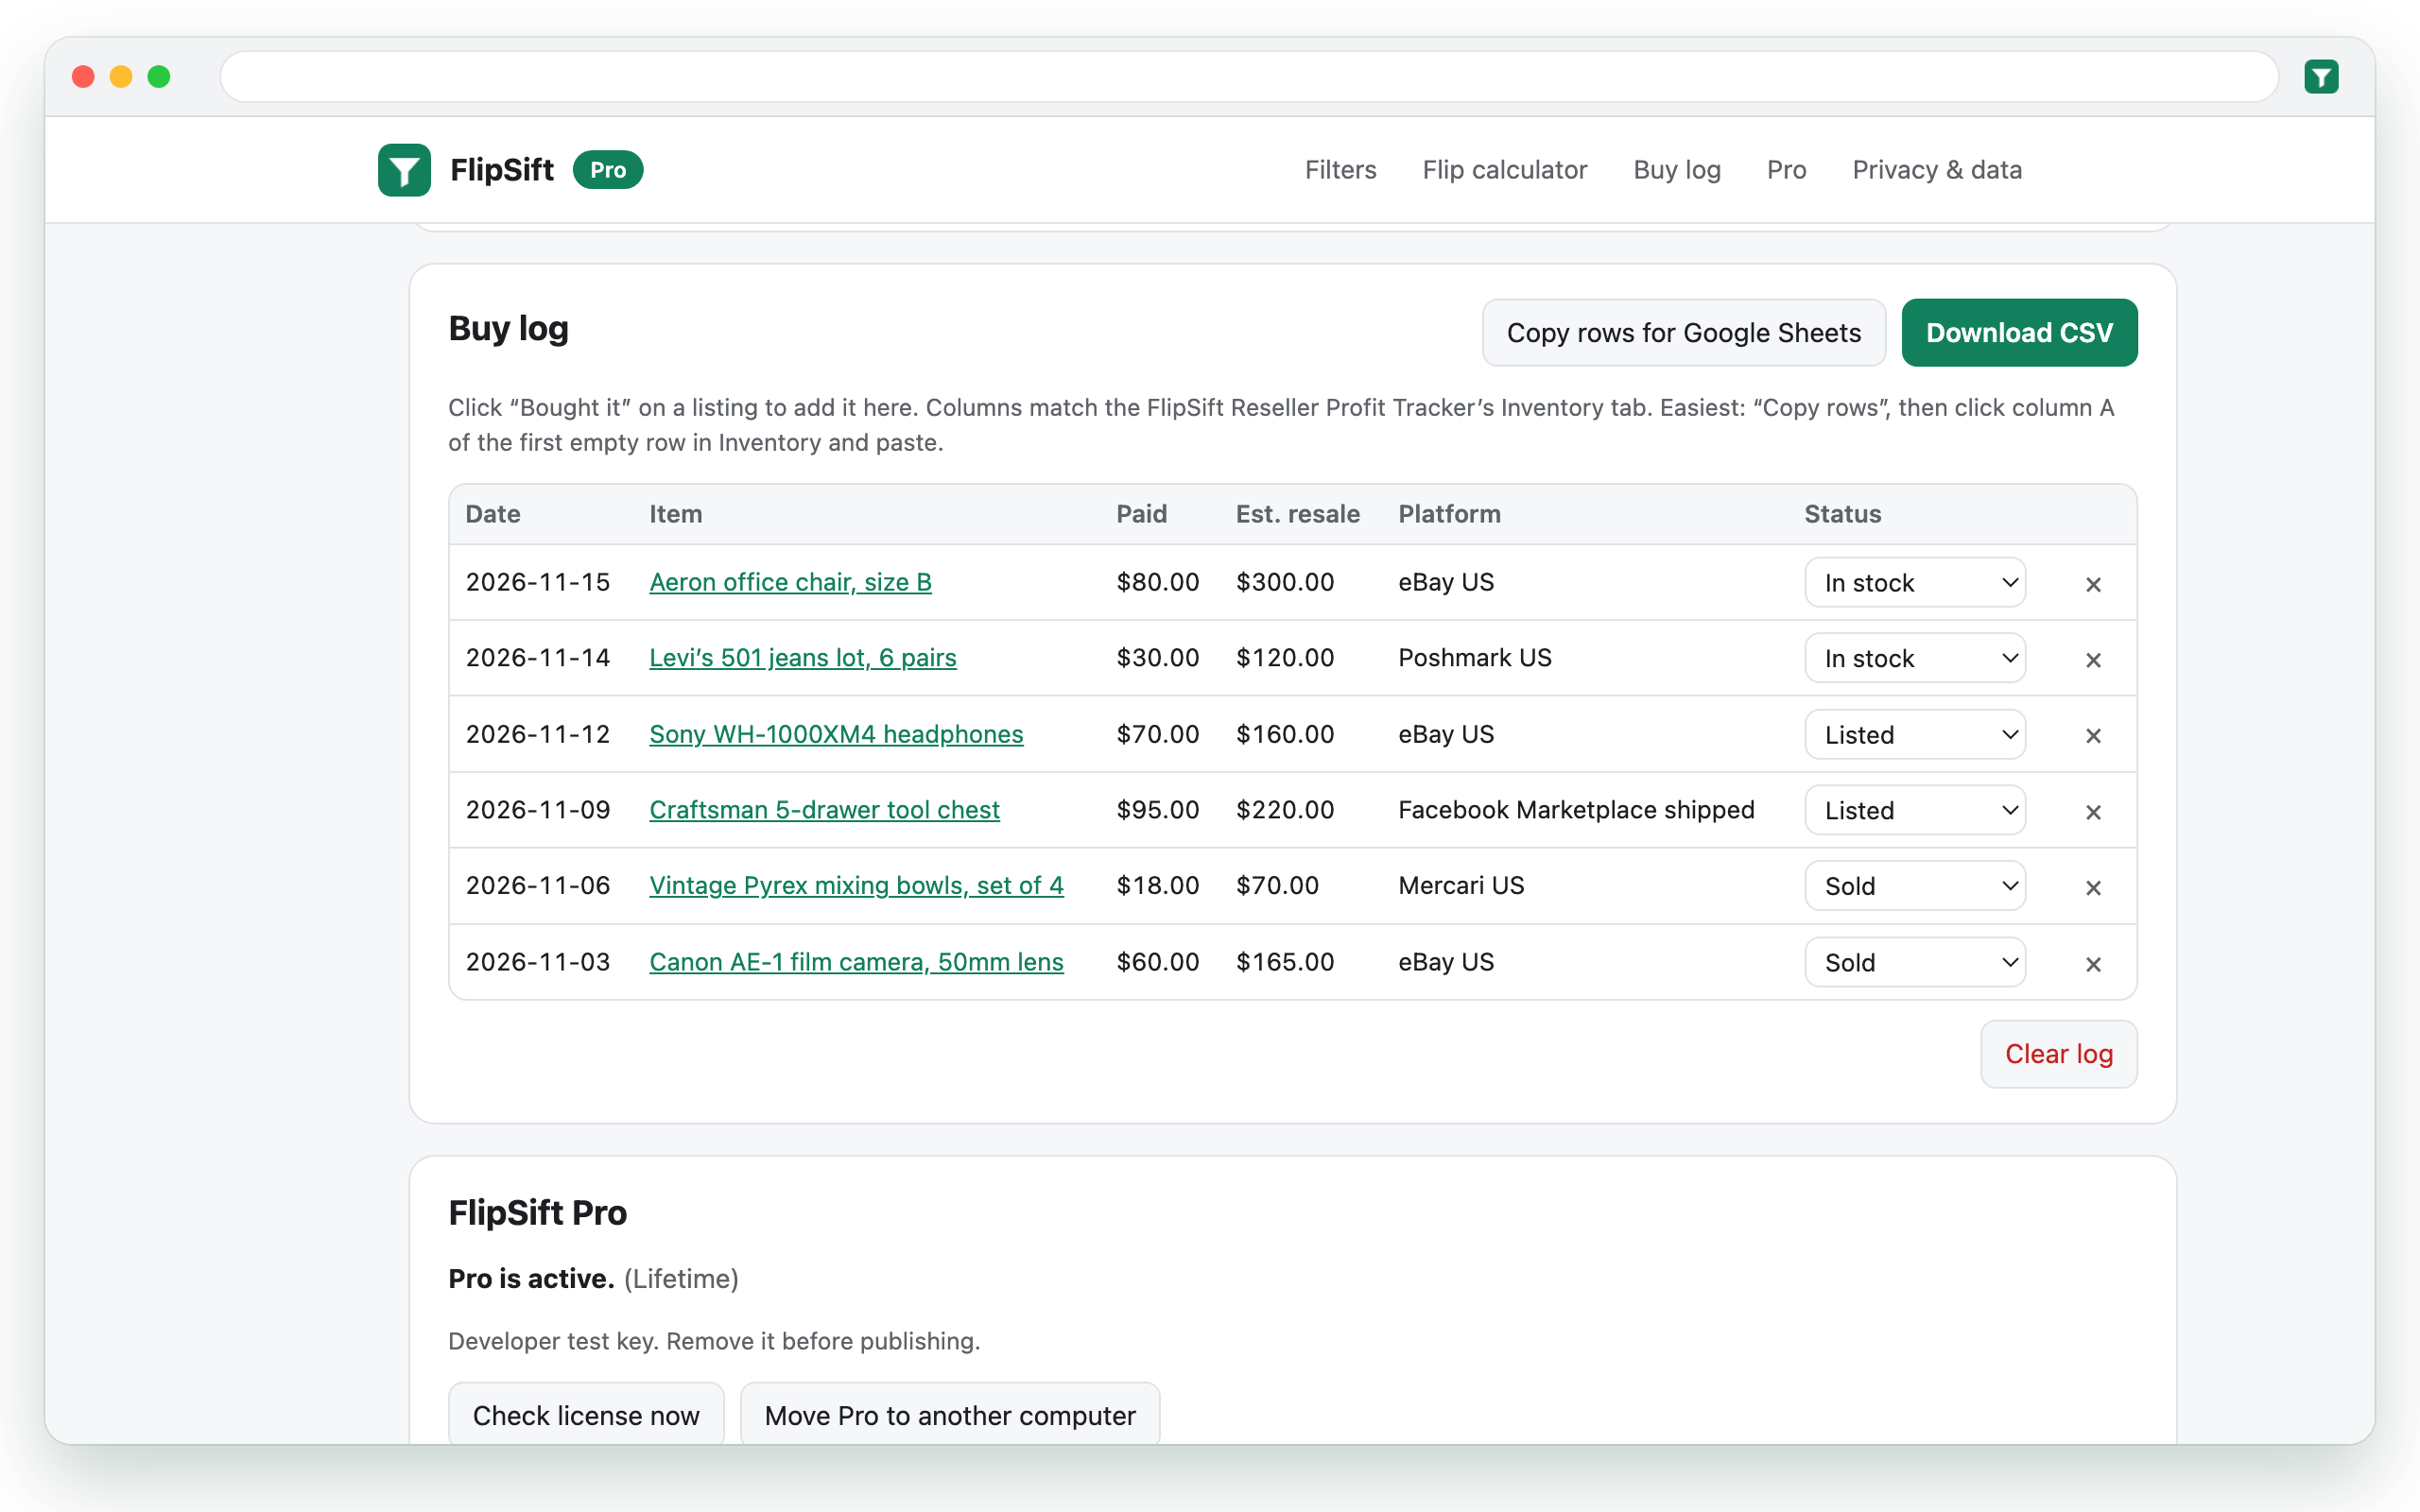 FlipSift Pro
Filters Flip calculator Buy log Pro Privacy & data
Buy log
Copy rows for Google Sheets Download CSV
Click “Bought it” on a listing to add it here. Columns match the FlipSift Reseller Profit Tracker’s Inventory tab. Easiest: “Copy rows”, then click column A
of the first empty row in Inventory and paste.
Date Item Paid Est. resale Platform Status
2026-11-15 Aeron office chair, size B $80.00 $300.00 eBay US In stock ×
2026-11-14 Levi’s 501 jeans lot, 6 pairs $30.00 $120.00 Poshmark US In stock ×
2026-11-12 Sony WH-1000XM4 headphones $70.00 $160.00 eBay US Listed ×
2026-11-09 Craftsman 5-drawer tool chest $95.00 $220.00 Facebook Marketplace shipped Listed ×
2026-11-06 Vintage Pyrex mixing bowls, set of 4 $18.00 $70.00 Mercari US Sold ×
2026-11-03 Canon AE-1 film camera, 50mm lens $60.00 $165.00 eBay US Sold ×
Clear log
FlipSift Pro
Pro is active. (Lifetime)
Developer test key. Remove it before publishing.
Check license now Move Pro to another computer